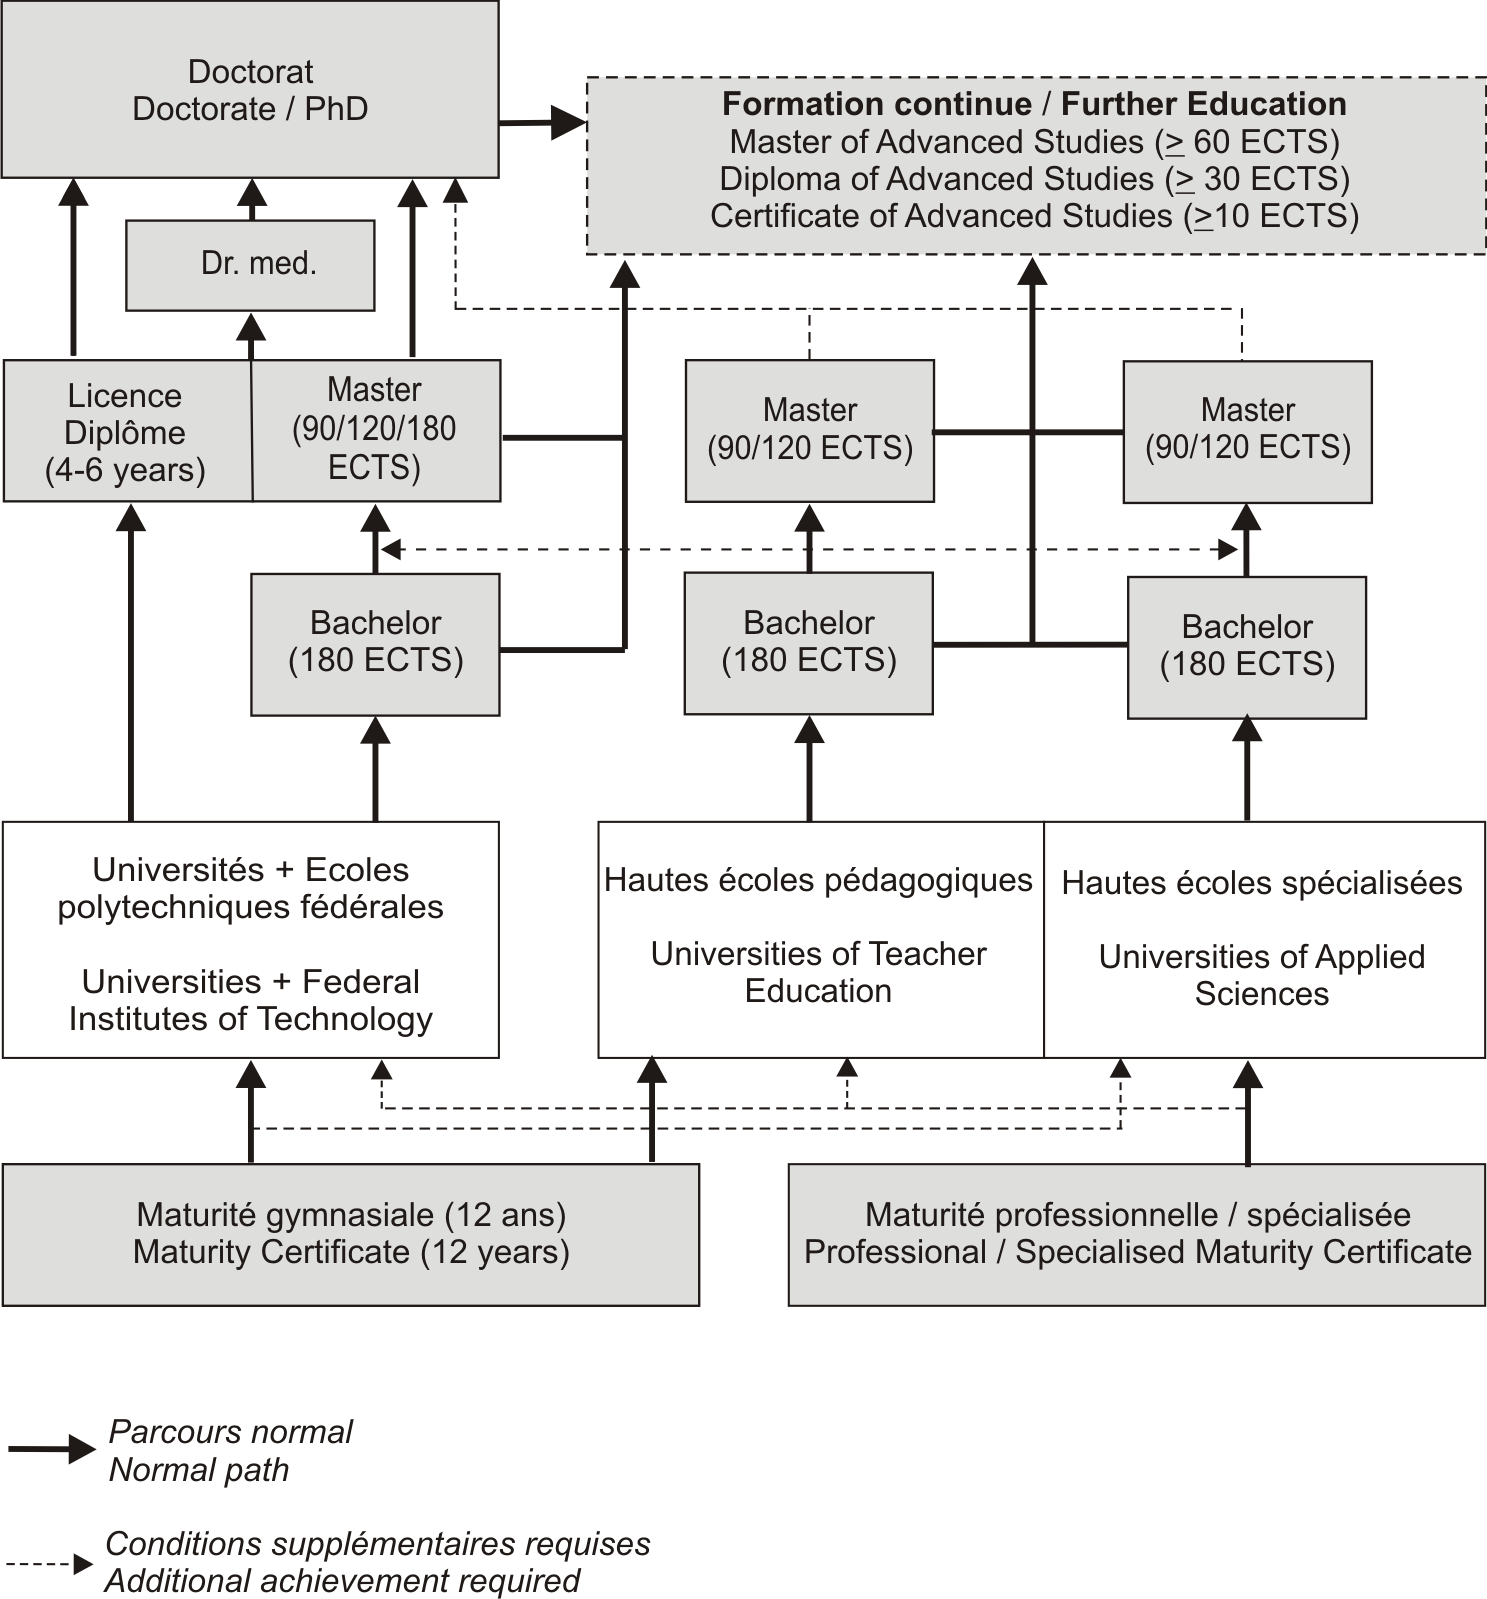 Doctorat
Doctorate / PhD
Formation continue / Further Education
Master of Advanced Studies (≥ 60 ECTS)
Diploma of Advanced Studies (≥ 30 ECTS)
Certificate of Advanced Studies (≥10 ECTS)
Dr. med.
Licence
Diplôme
(4-6 years)
Master
(90/120/180
ECTS)
Master
(90/120 ECTS)
Master
(90/120 ECTS)
Bachelor
(180 ECTS)
Bachelor
(180 ECTS)
Bachelor
(180 ECTS)
Universités + Ecoles
polytechniques fédérales
Universities + Federal
Institutes of Technology
Hautes écoles pédagogiques
Universities of Teacher
Education
Hautes écoles spécialisées
Universities of Applied
Sciences
Maturité gymnasiale (12 ans)
Maturity Certificate (12 years)
Maturité professionnelle / spécialisée
Professional / Specialised Maturity Certificate
Parcours normal
Normal path
Conditions supplémentaires requises
Additional achievement required